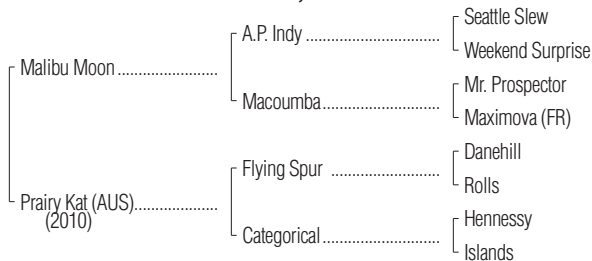 Seattle Slew
A.P. Indy ..............................
Weekend Surprise
Malibu Moon ......................
Mr. Prospector
Macoumba..........................
Maximova (FR)
Danehill
Flying Spur ........................
Rolls
Prairy Kat (AUS)..................
(2010)
Hennessy
Categorical..........................
Islands